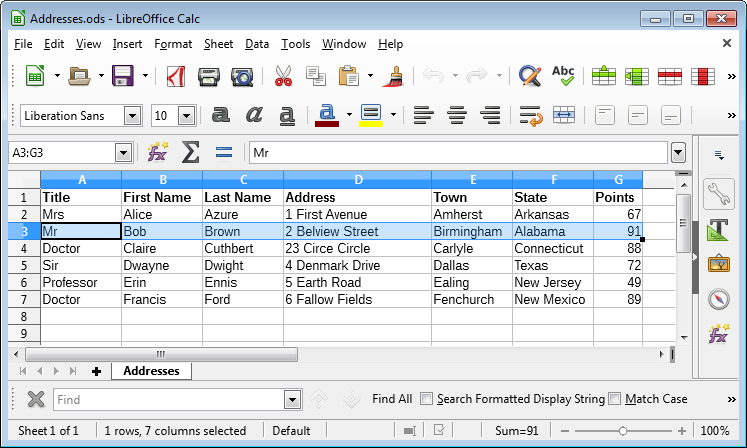 Addresses.ods - LibreOffice Calc
File Edit View Insert Format Sheet Data Tools Window Help
Abc
Liberation Sans 10 a a a a
A3:G3 fx Σ = Mr
A B C D E F G
1 Title First Name Last Name Address Town State Points
2 Mrs Alice Azure 1 First Avenue Amherst Arkansas 67
3 Mr Bob Brown 2 Belview Street Birmingham Alabama 91
4 Doctor Claire Cuthbert 23 Circe Circle Carlyle Connecticut 88
5 Sir Dwayne Dwight 4 Denmark Drive Dallas Texas 72
6 Professor Erin Ennis 5 Earth Road Ealing New Jersey 49
7 Doctor Francis Ford 6 Fallow Fields Fenchurch New Mexico 89
8
9
Addresses
Find Find All Search Formatted Display String Match Case
Sheet 1 of 1 1 rows, 7 columns selected Default Sum=91 100%